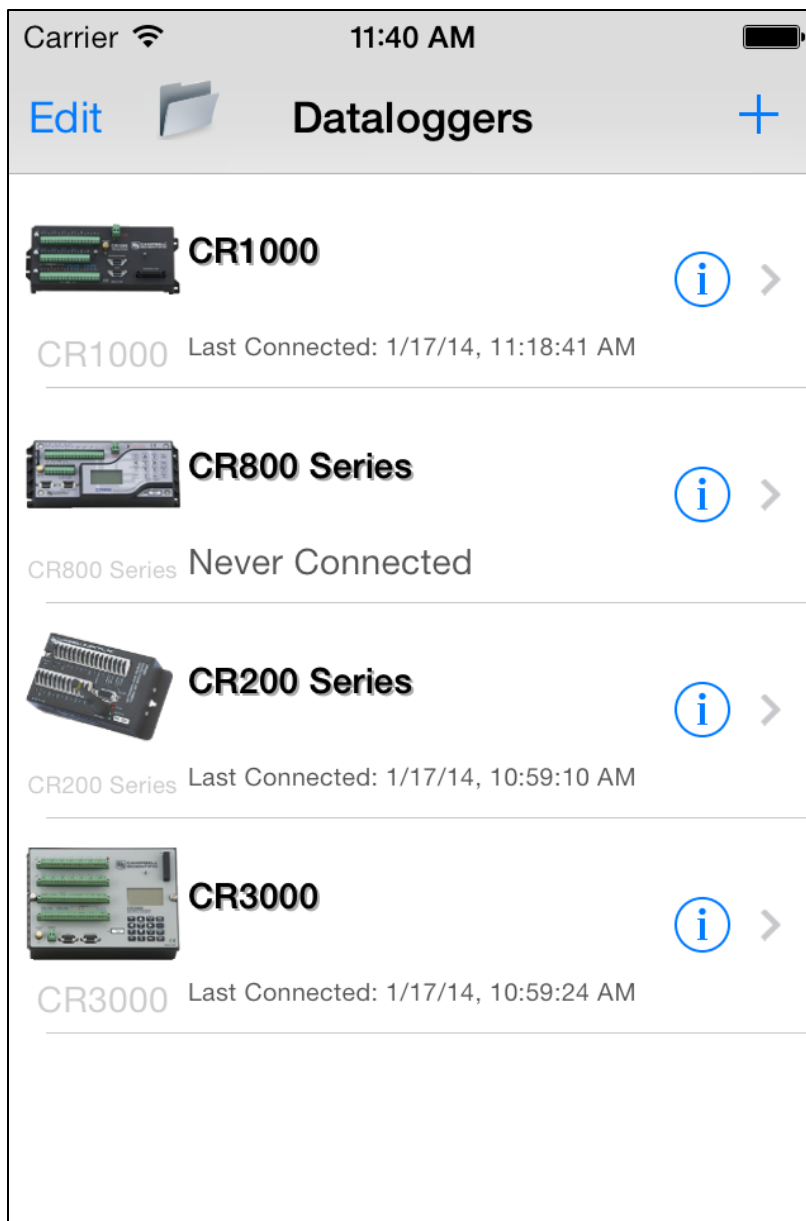 Carrier 11:40 AM
Edit Dataloggers +
CR1000
CR1000 Last Connected: 1/17/14, 11:18:41 AM
CR800 Series
CR800 Series Never Connected
CR200 Series
CR200 Series Last Connected: 1/17/14, 10:59:10 AM
CR3000
CR3000 Last Connected: 1/17/14, 10:59:24 AM